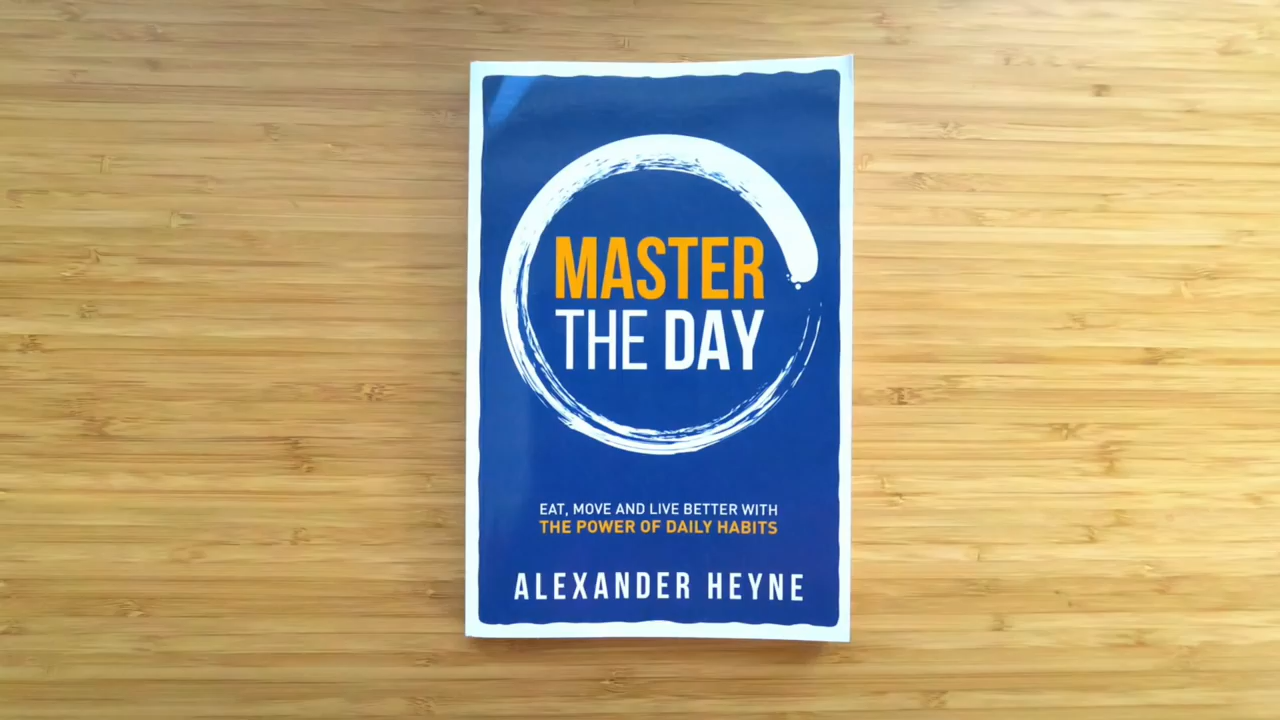 MASTER
THE DAY
EAT, MOVE AND LIVE BETTER WITH
THE POWER OF DAILY HABITS
ALEXANDER HEYNE